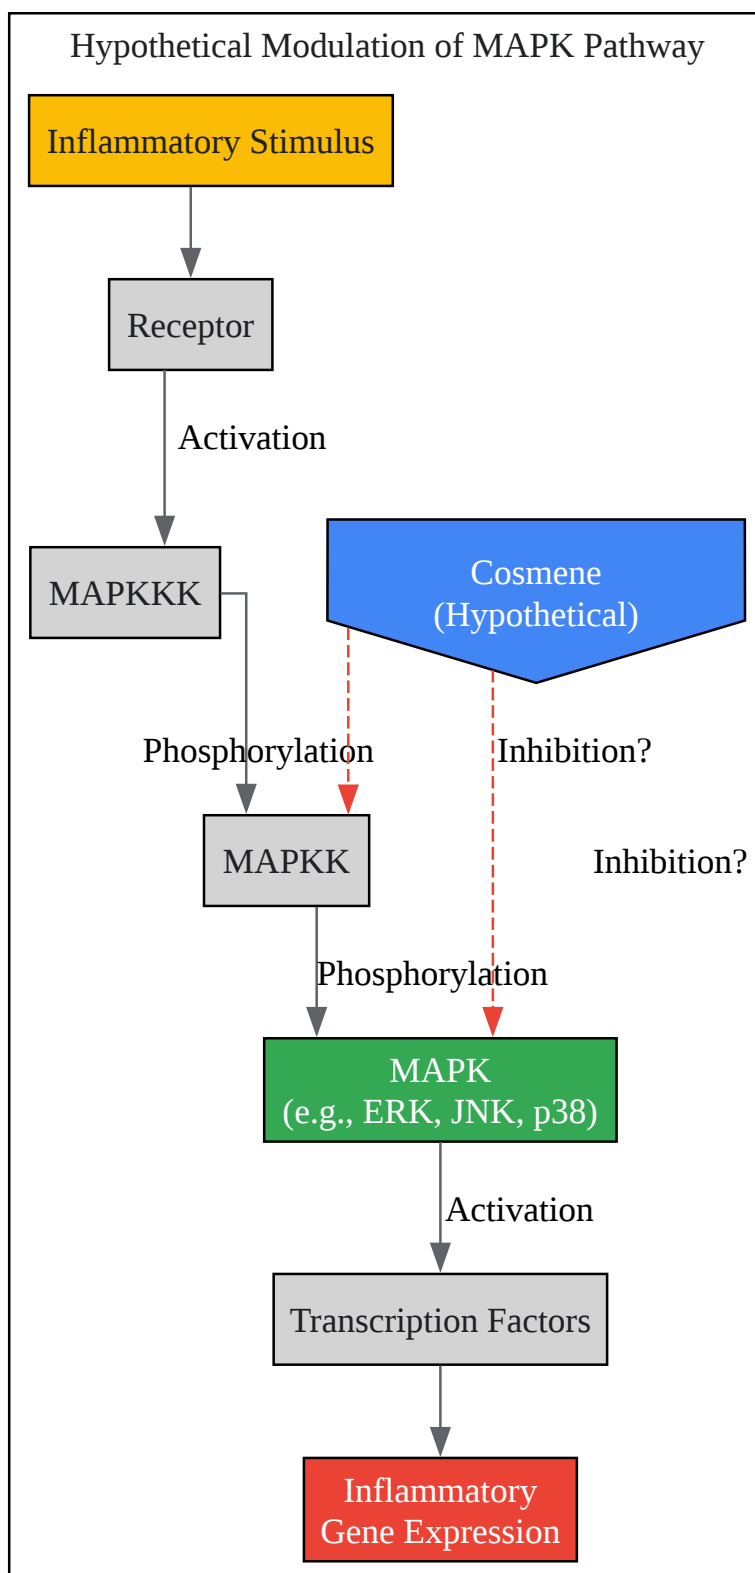 Hypothetical Modulation of MAPK Pathway
Inflammatory Stimulus
Receptor
Activation
MAPKKK
Cosmene
(Hypothetical)
Phosphorylation
Inhibition?
MAPKK
Inhibition?
Phosphorylation
MAPK
(e.g., ERK, JNK, p38)
Activation
Transcription Factors
Inflammatory
Gene Expression